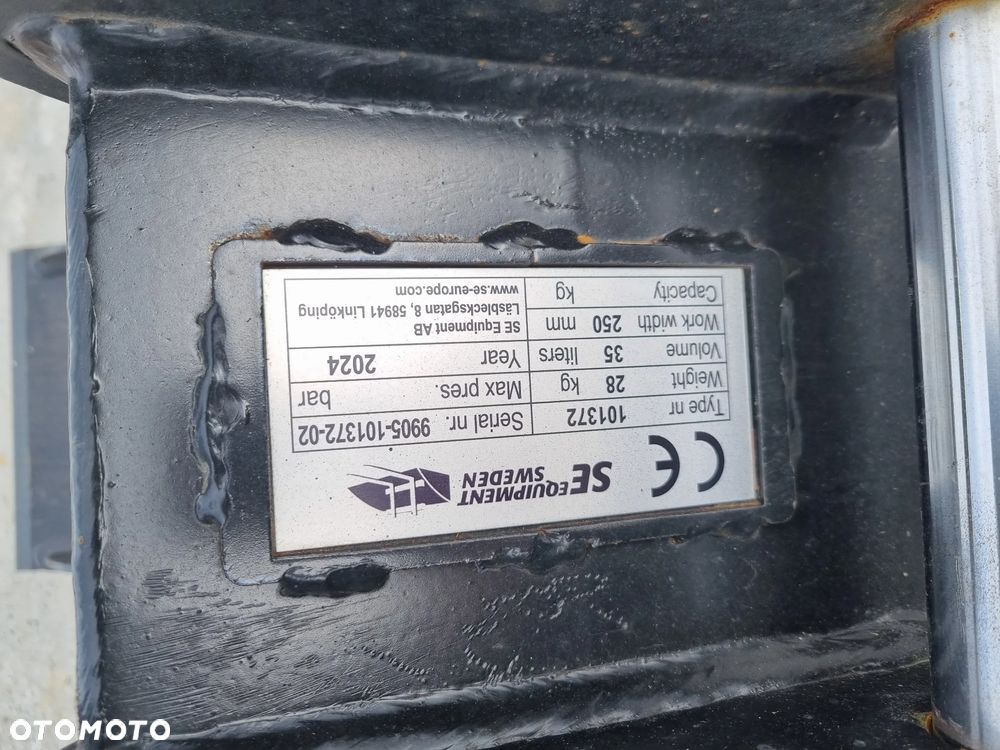 CE
SE EQUIPMENT
SWEDEN
Type nr 101372 Serial nr. 9905-101372-02
Weight 28 kg Max pres. bar
Volume 35 liters Year 2024
Work width 250 mm SE Equipment AB
Låsblecksgatan 8, 58941 Linköping
Capacity kg www.se-europe.com
OTOMOTO